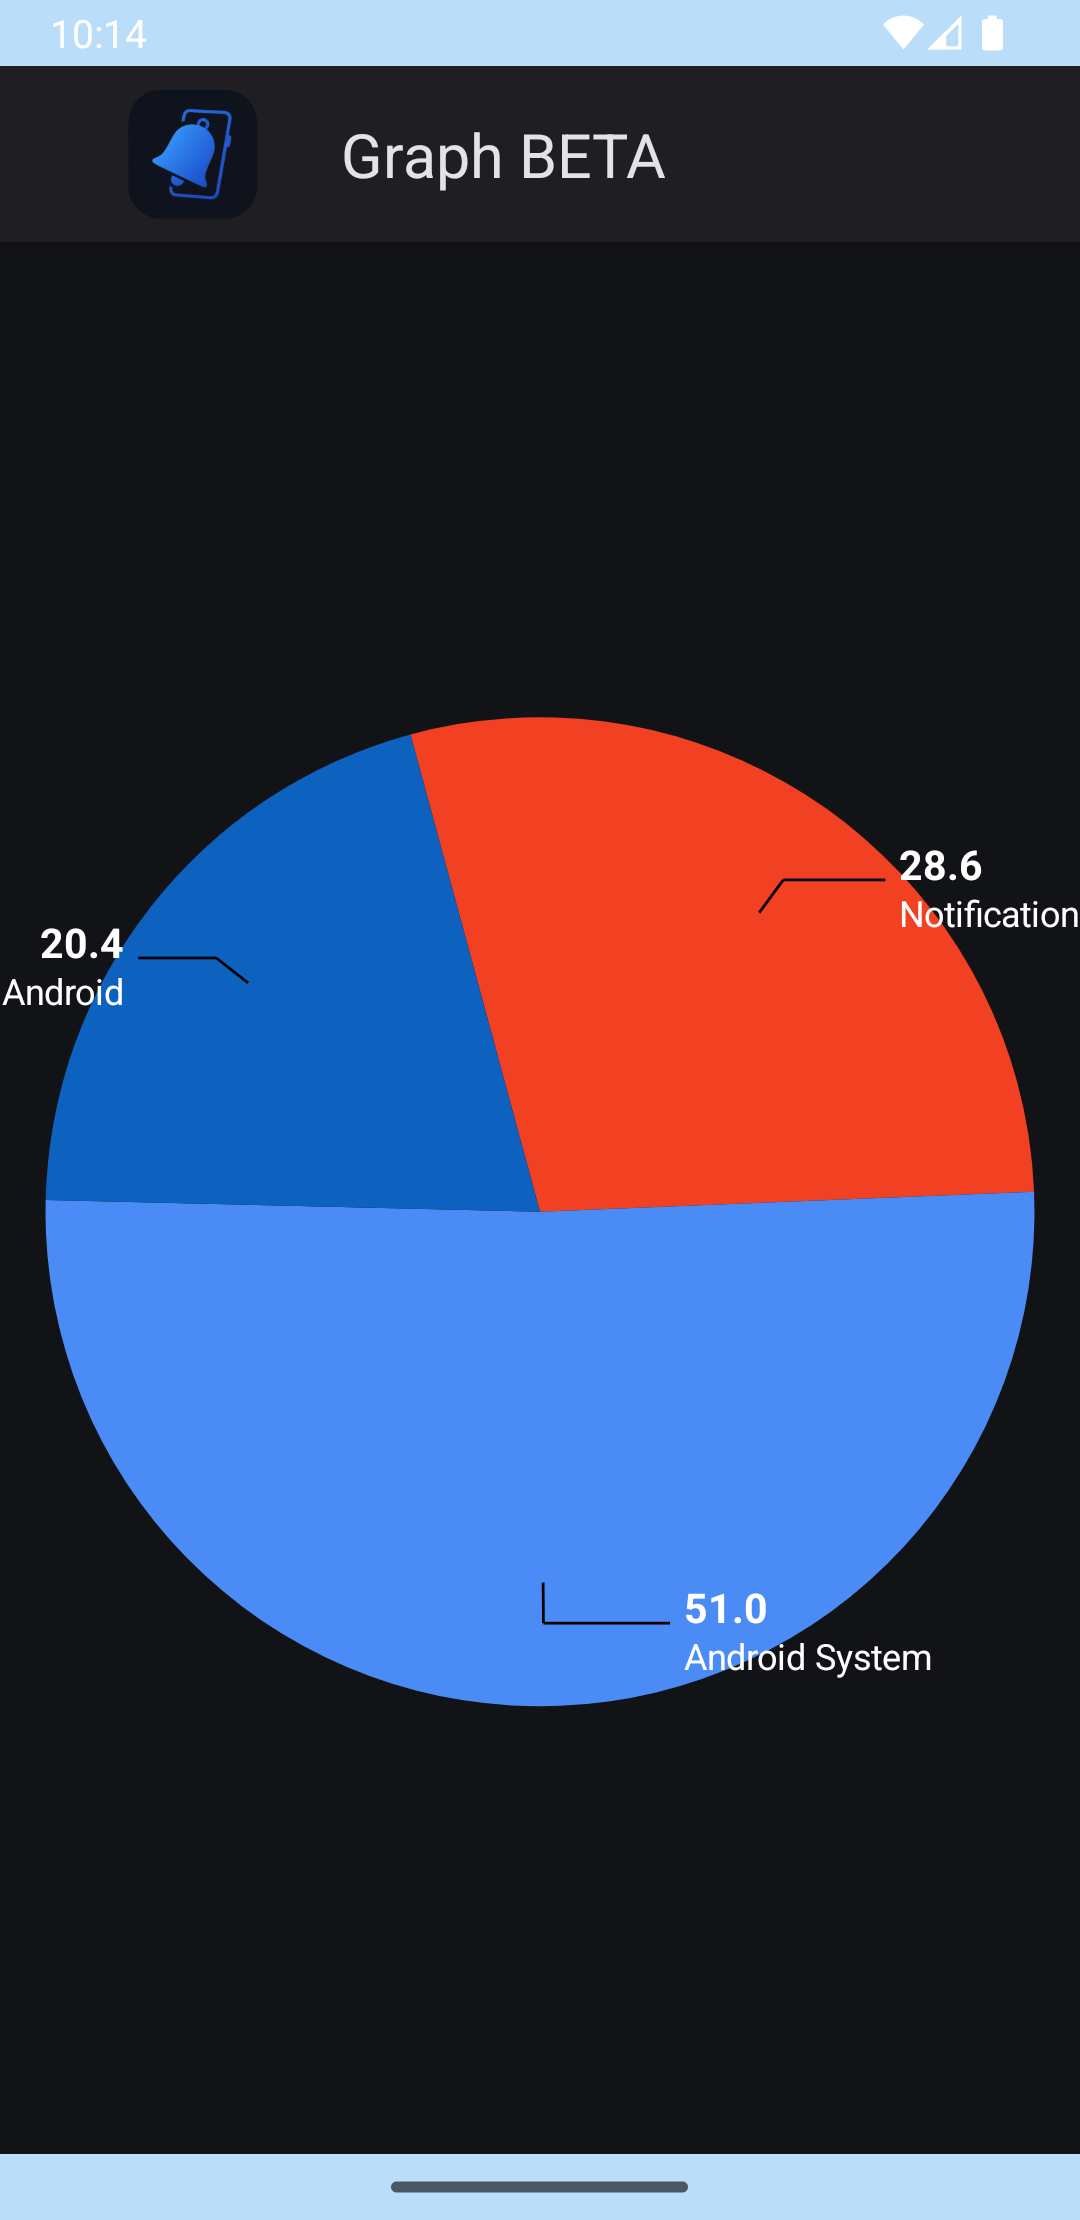 10:14
Graph BETA
28.6
Notification
20.4
Android
51.0
Android System